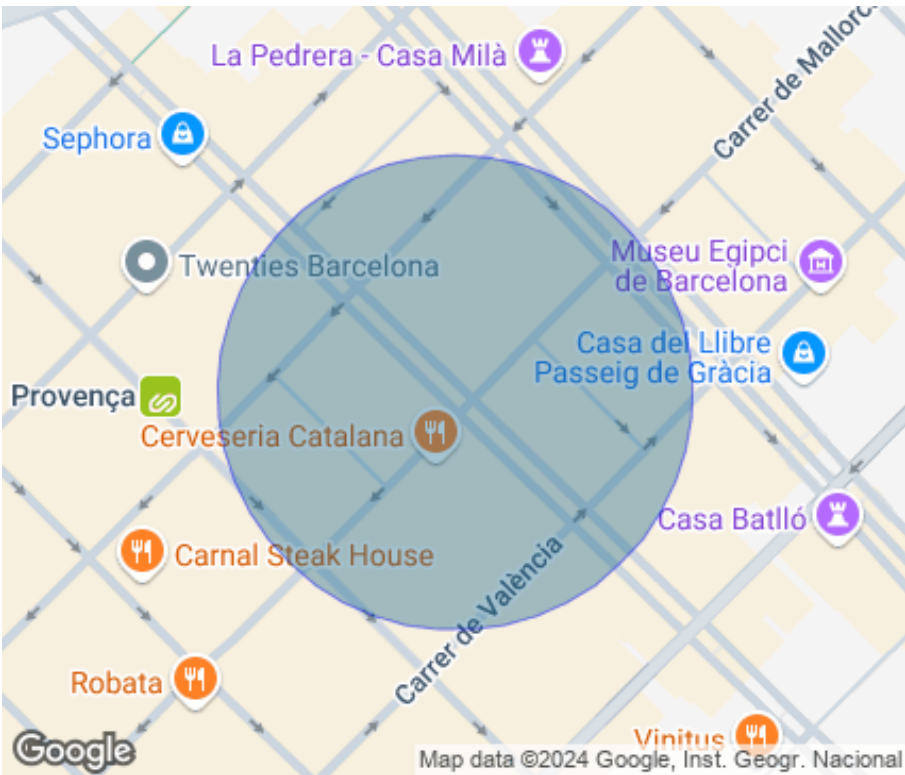 La Pedrera - Casa Milà
Carrer de Mallorca
Sephora
Museu Egipci
de Barcelona
Twenties Barcelona
Casa del Llibre
Passeig de Gràcia
Provença
Cerveseria Catalana
Casa Batlló
Carnal Steak House
Carrer de València
Robata
Vinitus
Google
Map data ©2024 Google, Inst. Geogr. Nacional